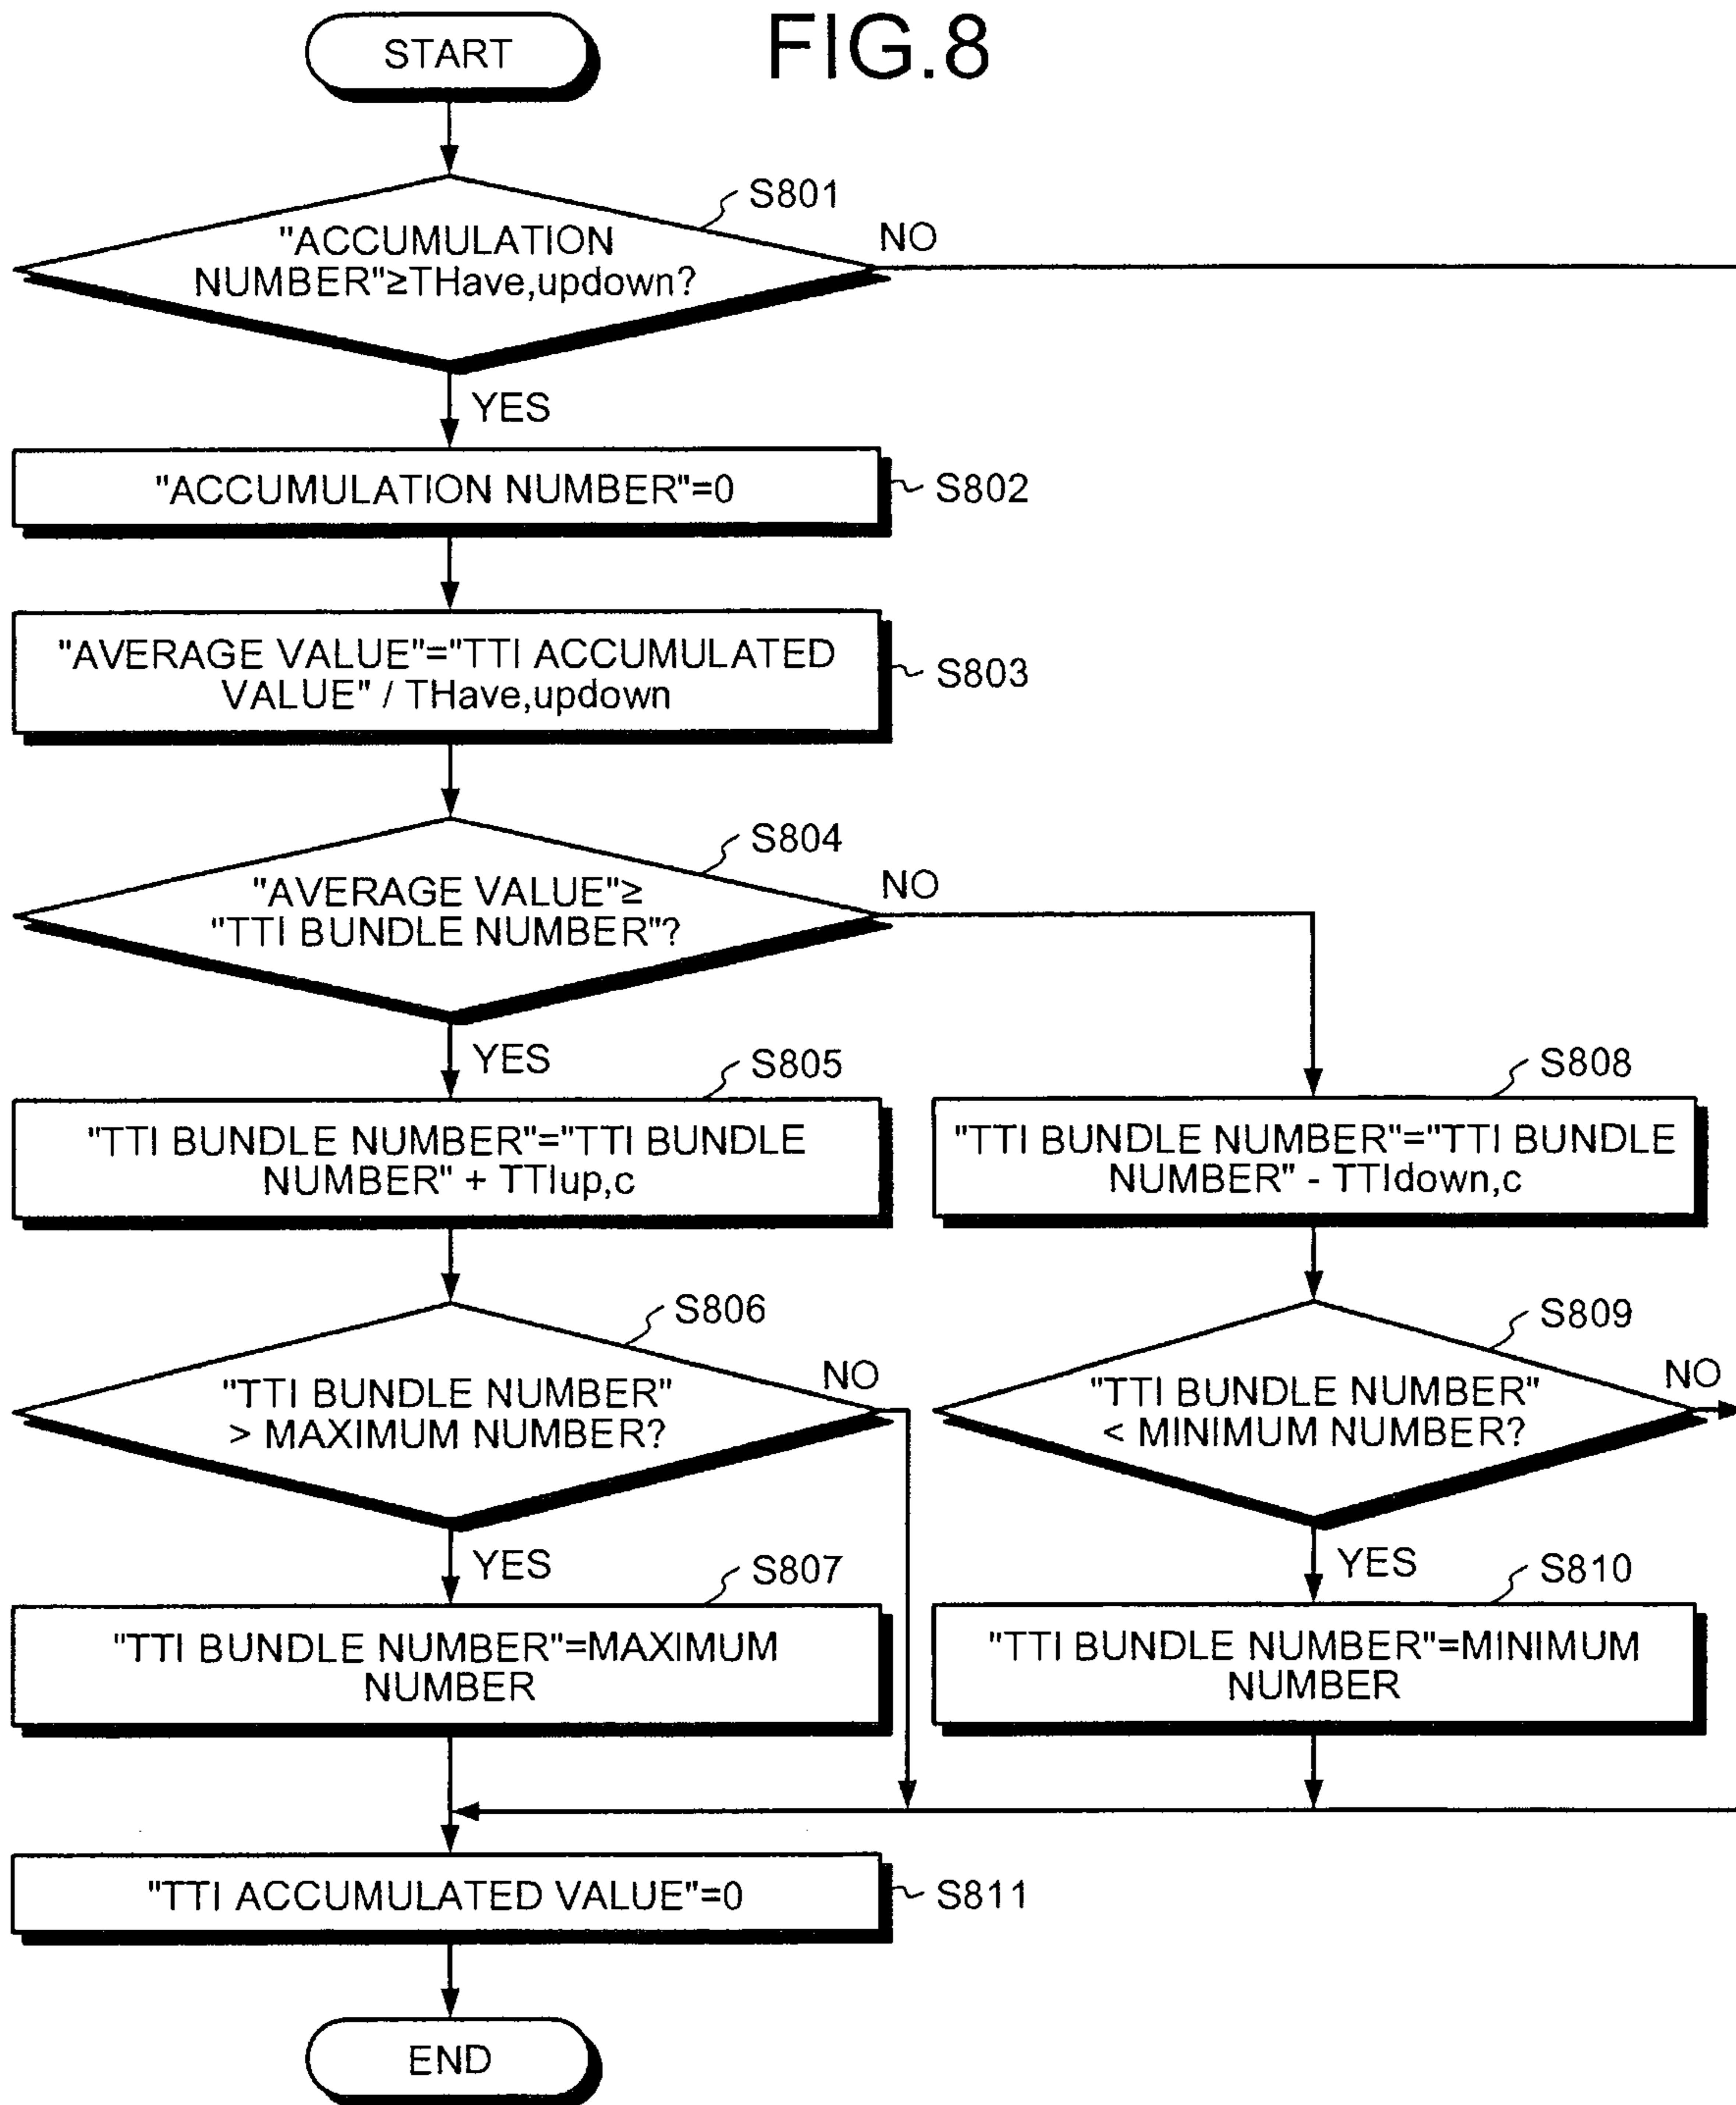 FIG.8
START
S801
"ACCUMULATION
NUMBER"≥THave,updown?
NO
YES
"ACCUMULATION NUMBER"=0
S802
"AVERAGE VALUE"="TTI ACCUMULATED
VALUE" / THave,updown
S803
S804
"AVERAGE VALUE"≥
"TTI BUNDLE NUMBER"?
NO
YES
S805
"TTI BUNDLE NUMBER"="TTI BUNDLE
NUMBER" + TTIup,c
S808
"TTI BUNDLE NUMBER"="TTI BUNDLE
NUMBER" - TTIdown,c
S806
"TTI BUNDLE NUMBER"
> MAXIMUM NUMBER?
NO
YES
S809
"TTI BUNDLE NUMBER"
< MINIMUM NUMBER?
NO
YES
S807
"TTI BUNDLE NUMBER"=MAXIMUM
NUMBER
S810
"TTI BUNDLE NUMBER"=MINIMUM
NUMBER
"TTI ACCUMULATED VALUE"=0
S811
END